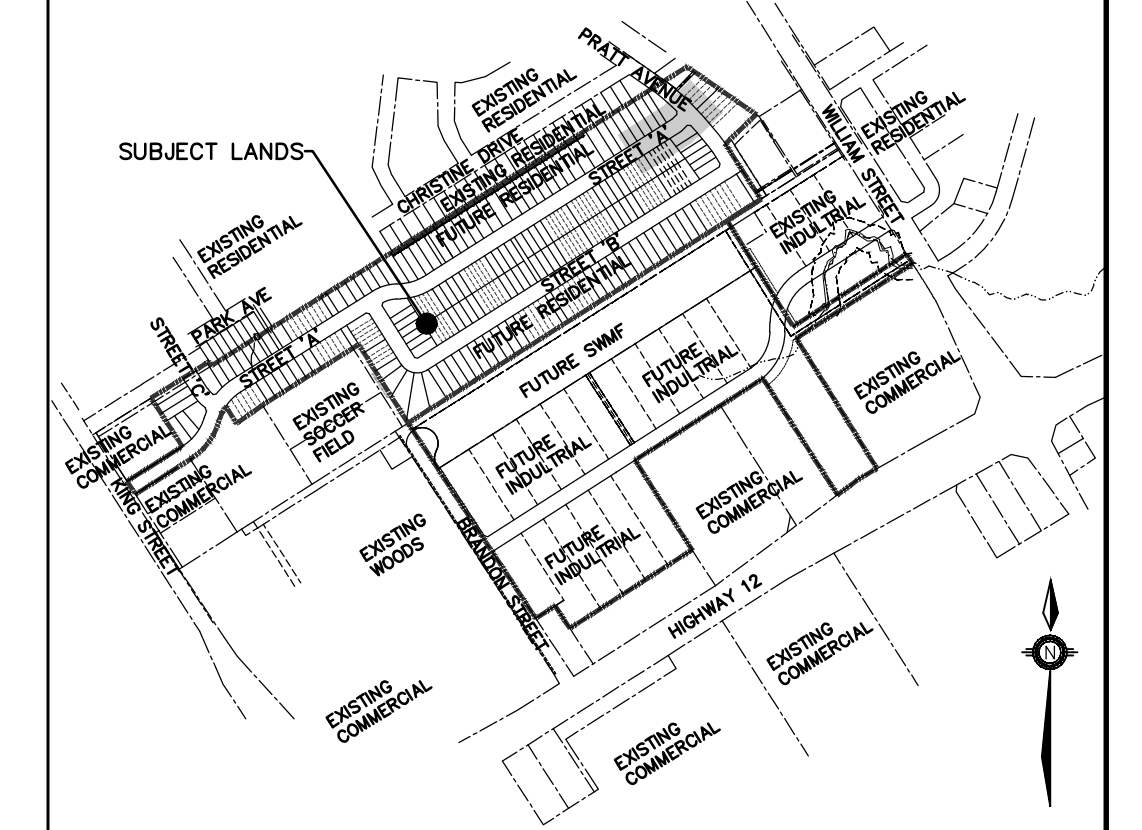 PRATT AVENUE
EXISTING
RESIDENTIAL
SUBJECT LANDS
CHRISTINE DRIVE
EXISTING RESIDENTIAL
FUTURE RESIDENTIAL
STREET 'A'
WILLIAM STREET
EXISTING
RESIDENTIAL
EXISTING
RESIDENTIAL
EXISTING
INDULTRIAL
STREET 'B'
FUTURE RESIDENTIAL
PARK AVE
STREET 'C'
STREET 'A'
FUTURE SWMF
FUTURE
INDULTRIAL
EXISTING
COMMERCIAL
EXISTING
SOCCER
FIELD
EXISTING
COMMERCIAL
EXISTING
COMMERCIAL
KING STREET
FUTURE
INDULTRIAL
EXISTING
COMMERCIAL
EXISTING
WOODS
BRANDON STREET
FUTURE
INDULTRIAL
HIGHWAY 12
EXISTING
COMMERCIAL
N
EXISTING
COMMERCIAL
EXISTING
COMMERCIAL